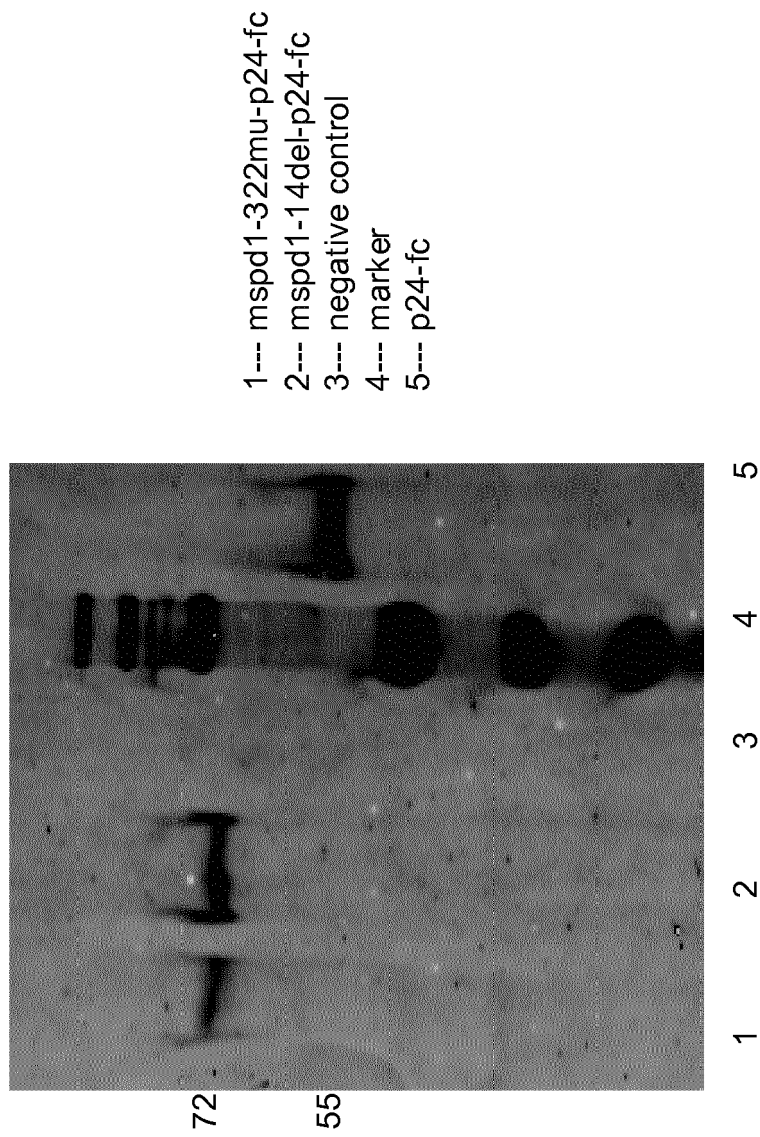 1--- mspd1-322mu-p24-fc
2--- mspd1-14del-p24-fc
3--- negative control
4--- marker
5--- p24-fc
72
55
1 2 3 4 5